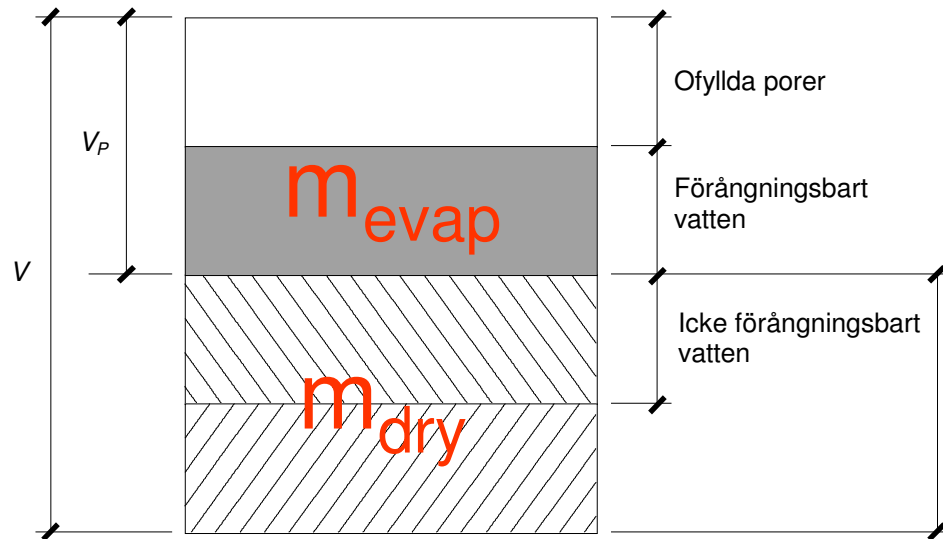 Ofyllda porer
V_P
m_evap
Förångningsbart
vatten
V
Icke förångningsbart
vatten
m_dry